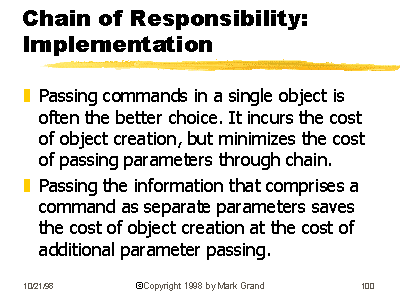 Chain of Responsibility:
Implementation
Passing commands in a single object is
often the better choice. It incurs the cost
of object creation, but minimizes the cost
of passing parameters through chain.
Passing the information that comprises a
command as separate parameters saves
the cost of object creation at the cost of
additional parameter passing.
10/21/98 ©Copyright 1998 by Mark Grand 100